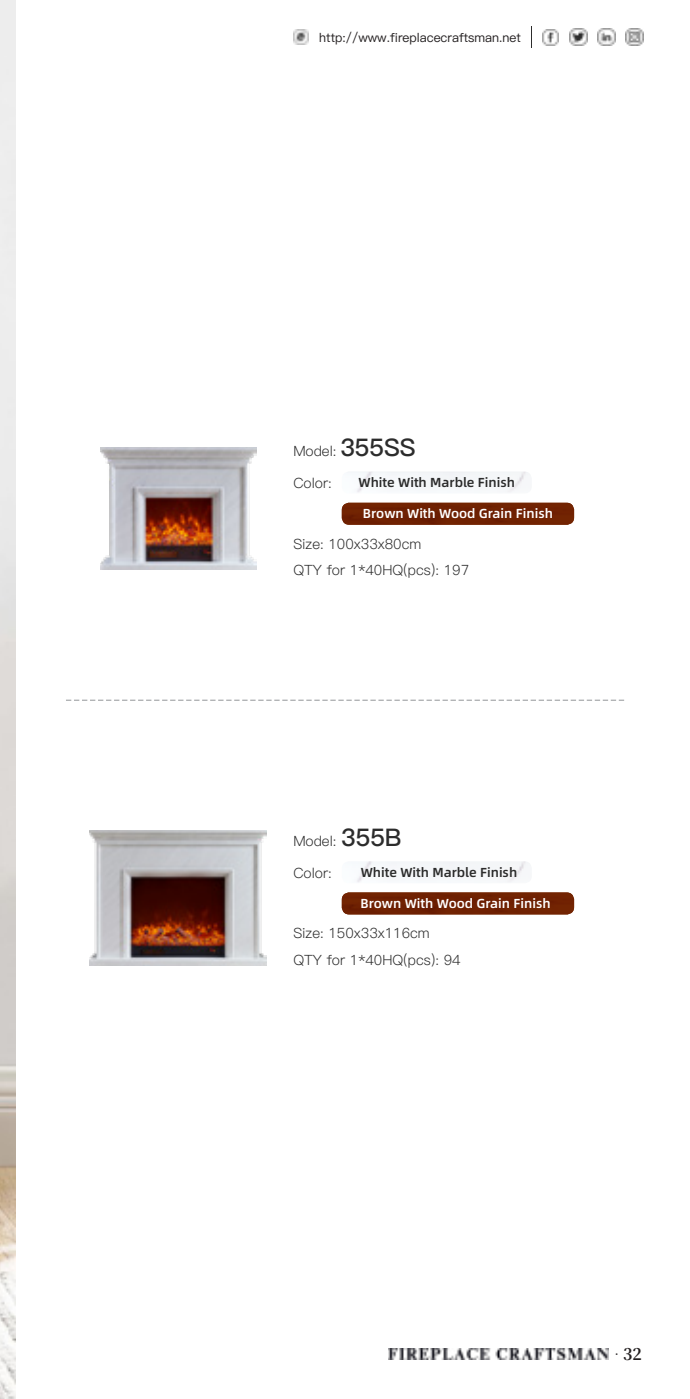 http://www.fireplacecraftsman.net
Model: 355SS
Color: White With Marble Finish
Brown With Wood Grain Finish
Size: 100x33x80cm
QTY for 1*40HQ(pcs): 197
Model: 355B
Color: White With Marble Finish
Brown With Wood Grain Finish
Size: 150x33x116cm
QTY for 1*40HQ(pcs): 94
FIREPLACE CRAFTSMAN · 32